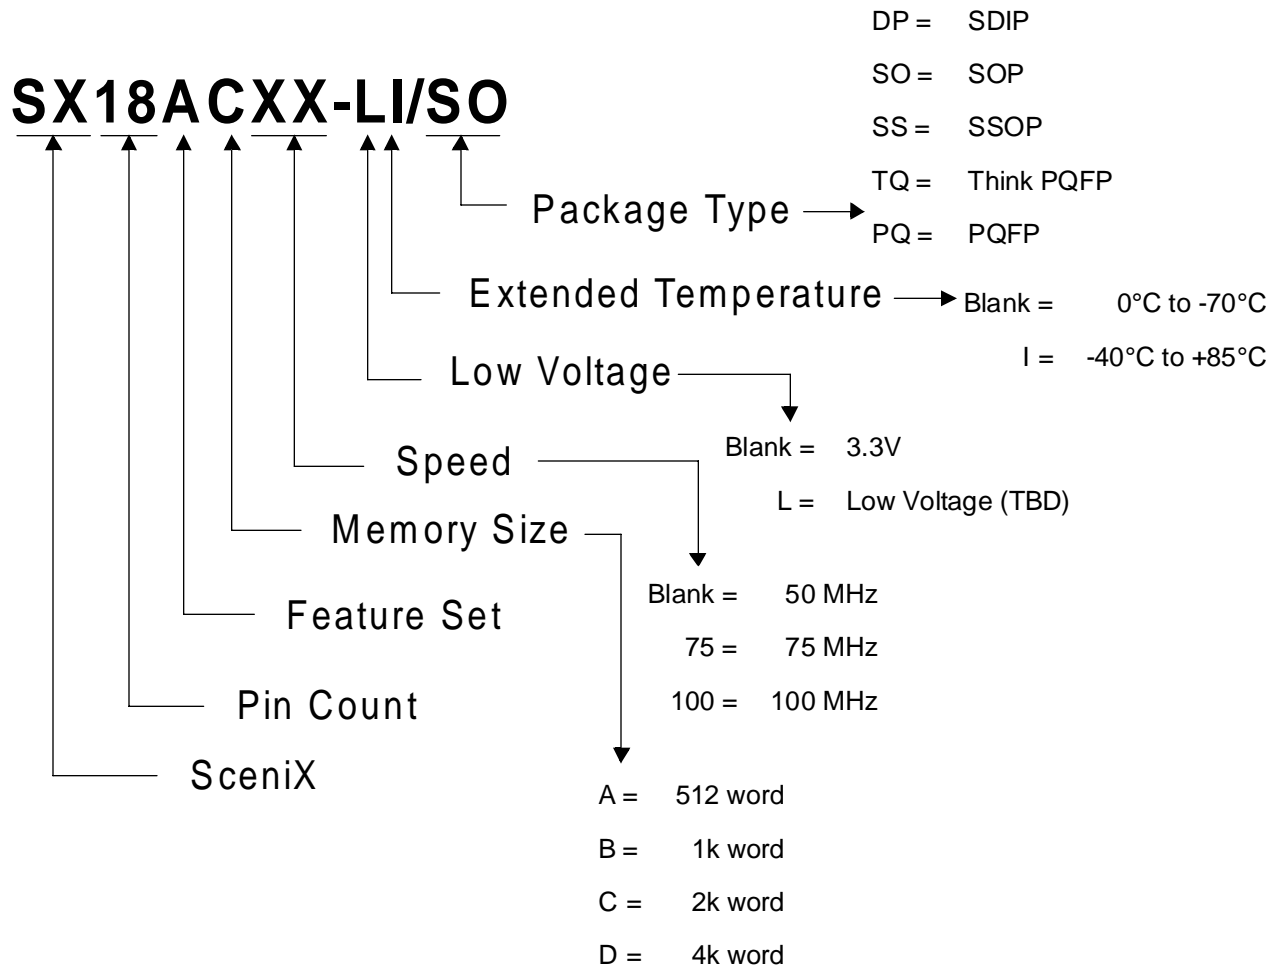 DP = SDIP
SX18ACXX-LI/SO
SO = SOP
SS = SSOP
TQ = Think PQFP
Package Type
PQ = PQFP
Extended Temperature
Blank = 0°C to -70°C
I = -40°C to +85°C
Low Voltage
Blank = 3.3V
Speed
L = Low Voltage (TBD)
Memory Size
Blank = 50 MHz
Feature Set
75 = 75 MHz
100 = 100 MHz
Pin Count
SceniX
A = 512 word
B = 1k word
C = 2k word
D = 4k word